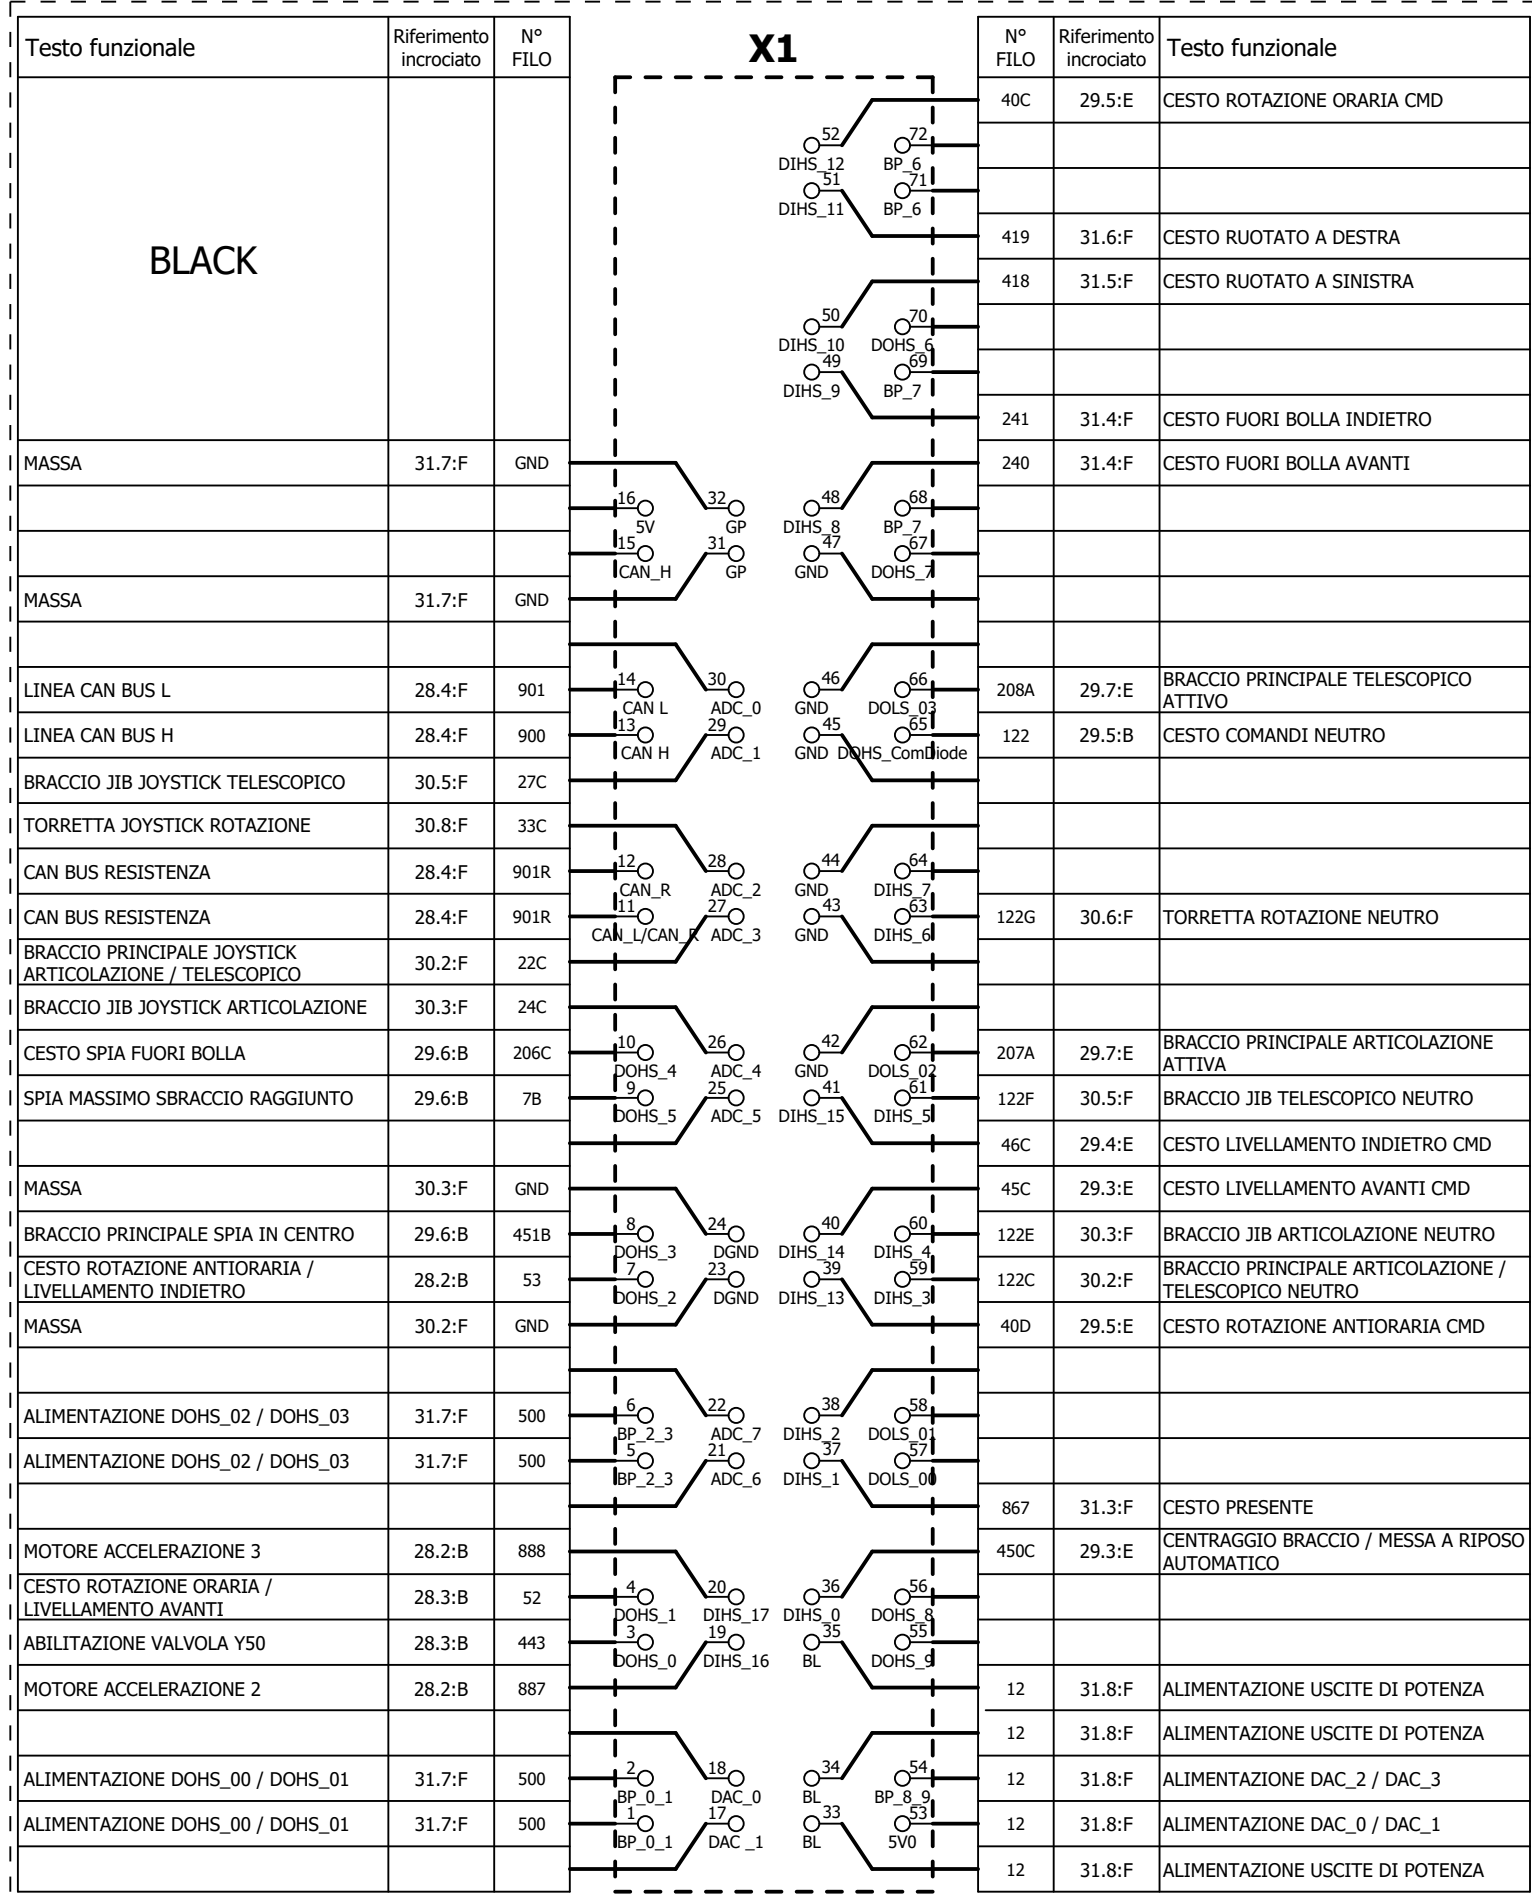 Testo funzionale
Riferimento
incrociato
N°
FILO
X1
N°
FILO
Riferimento
incrociato
Testo funzionale
BLACK
40C 29.5:E CESTO ROTAZIONE ORARIA CMD
52 72
DIHS_12 BP_6
51 71
DIHS_11 BP_6
419 31.6:F CESTO RUOTATO A DESTRA
418 31.5:F CESTO RUOTATO A SINISTRA
50 70
DIHS_10 DOHS_6
49 69
DIHS_9 BP_7
241 31.4:F CESTO FUORI BOLLA INDIETRO
MASSA 31.7:F GND 240 31.4:F CESTO FUORI BOLLA AVANTI
16 32 48 68
5V GP DIHS_8 BP_7
15 31 47 67
CAN_H GP GND DOHS_7
MASSA 31.7:F GND
LINEA CAN BUS L 28.4:F 901 14 30 46 66 208A 29.7:E BRACCIO PRINCIPALE TELESCOPICO
ATTIVO
CAN L ADC_0 GND DOLS_03
LINEA CAN BUS H 28.4:F 900 13 29 45 65 122 29.5:B CESTO COMANDI NEUTRO
CAN H ADC_1 GND DOHS_ComDiode
BRACCIO JIB JOYSTICK TELESCOPICO 30.5:F 27C
TORRETTA JOYSTICK ROTAZIONE 30.8:F 33C
CAN BUS RESISTENZA 28.4:F 901R 12 28 44 64
CAN_R ADC_2 GND DIHS_7
CAN BUS RESISTENZA 28.4:F 901R 11 27 43 63 122G 30.6:F TORRETTA ROTAZIONE NEUTRO
CAN_L/CAN_R ADC_3 GND DIHS_6
BRACCIO PRINCIPALE JOYSTICK
ARTICOLAZIONE / TELESCOPICO 30.2:F 22C
BRACCIO JIB JOYSTICK ARTICOLAZIONE 30.3:F 24C
CESTO SPIA FUORI BOLLA 29.6:B 206C 10 26 42 62 207A 29.7:E BRACCIO PRINCIPALE ARTICOLAZIONE
ATTIVA
DOHS_4 ADC_4 GND DOLS_02
SPIA MASSIMO SBRACCIO RAGGIUNTO 29.6:B 7B 9 25 41 61 122F 30.5:F BRACCIO JIB TELESCOPICO NEUTRO
DOHS_5 ADC_5 DIHS_15 DIHS_5
46C 29.4:E CESTO LIVELLAMENTO INDIETRO CMD
MASSA 30.3:F GND 45C 29.3:E CESTO LIVELLAMENTO AVANTI CMD
BRACCIO PRINCIPALE SPIA IN CENTRO 29.6:B 451B 8 24 40 60 122E 30.3:F BRACCIO JIB ARTICOLAZIONE NEUTRO
DOHS_3 DGND DIHS_14 DIHS_4
CESTO ROTAZIONE ANTIORARIA /
LIVELLAMENTO INDIETRO 28.2:B 53 7 23 39 59 122C 30.2:F BRACCIO PRINCIPALE ARTICOLAZIONE /
TELESCOPICO NEUTRO
DOHS_2 DGND DIHS_13 DIHS_3
MASSA 30.2:F GND 40D 29.5:E CESTO ROTAZIONE ANTIORARIA CMD
ALIMENTAZIONE DOHS_02 / DOHS_03 31.7:F 500 6 22 38 58
BP_2_3 ADC_7 DIHS_2 DOLS_01
ALIMENTAZIONE DOHS_02 / DOHS_03 31.7:F 500 5 21 37 57
BP_2_3 ADC_6 DIHS_1 DOLS_00
867 31.3:F CESTO PRESENTE
MOTORE ACCELERAZIONE 3 28.2:B 888 450C 29.3:E CENTRAGGIO BRACCIO / MESSA A RIPOSO
AUTOMATICO
CESTO ROTAZIONE ORARIA /
LIVELLAMENTO AVANTI 28.3:B 52 4 20 36 56
DOHS_1 DIHS_17 DIHS_0 DOHS_8
ABILITAZIONE VALVOLA Y50 28.3:B 443 3 19 35 55
DOHS_0 DIHS_16 BL DOHS_9
MOTORE ACCELERAZIONE 2 28.2:B 887 12 31.8:F ALIMENTAZIONE USCITE DI POTENZA
12 31.8:F ALIMENTAZIONE USCITE DI POTENZA
ALIMENTAZIONE DOHS_00 / DOHS_01 31.7:F 500 2 18 34 54 12 31.8:F ALIMENTAZIONE DAC_2 / DAC_3
BP_0_1 DAC_0 BL BP_8_9
ALIMENTAZIONE DOHS_00 / DOHS_01 31.7:F 500 1 17 33 53 12 31.8:F ALIMENTAZIONE DAC_0 / DAC_1
BP_0_1 DAC _1 BL 5V0
12 31.8:F ALIMENTAZIONE USCITE DI POTENZA